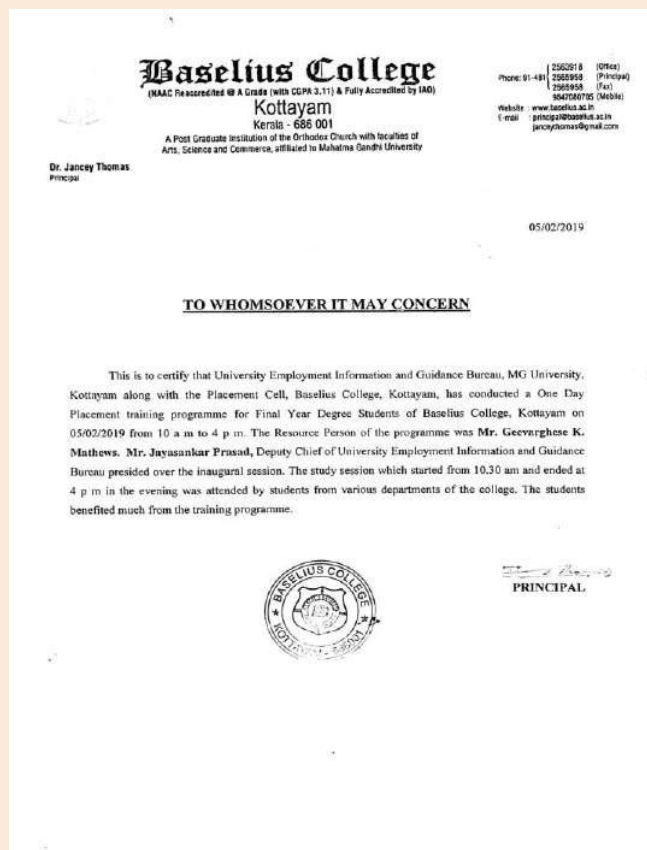 Baselius College
(NAAC Reaccredited @ A Grade (with CGPA 3.11) & Fully Accredited by IAO)
Kottayam
Kerala - 686 001
A Post Graduate Institution of the Orthodox Church with faculties of
Arts, Science and Commerce, affiliated to Mahatma Gandhi University
Phone: 91-481
2563918 (Office)
2565958 (Principal)
2565958 (Fax)
9847080785 (Mobile)
Website : www.baselius.ac.in
E-mail : principal@baselius.ac.in
janceythomas@gmail.com
Dr. Jancey Thomas
Principal
05/02/2019
TO WHOMSOEVER IT MAY CONCERN
This is to certify that University Employment Information and Guidance Bureau, MG University,
Kottayam along with the Placement Cell, Baselius College, Kottayam, has conducted a One Day
Placement training programme for Final Year Degree Students of Baselius College, Kottayam on
05/02/2019 from 10 a m to 4 p m. The Resource Person of the programme was Mr. Geevarghese K.
Mathews. Mr. Jayasankar Prasad, Deputy Chief of University Employment Information and Guidance
Bureau presided over the inaugural session. The study session which started from 10.30 am and ended at
4 p m in the evening was attended by students from various departments of the college. The students
benefited much from the training programme.
BASELIUS COLLEGE
KOTTAYAM - 686001
PRINCIPAL